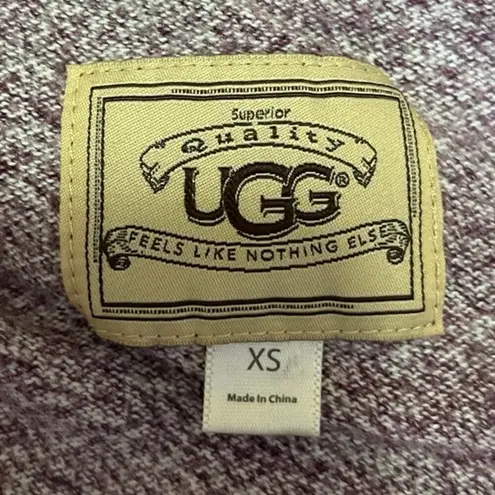 Superior
Quality
UGG®
FEELS LIKE NOTHING ELSE
XS
Made In China